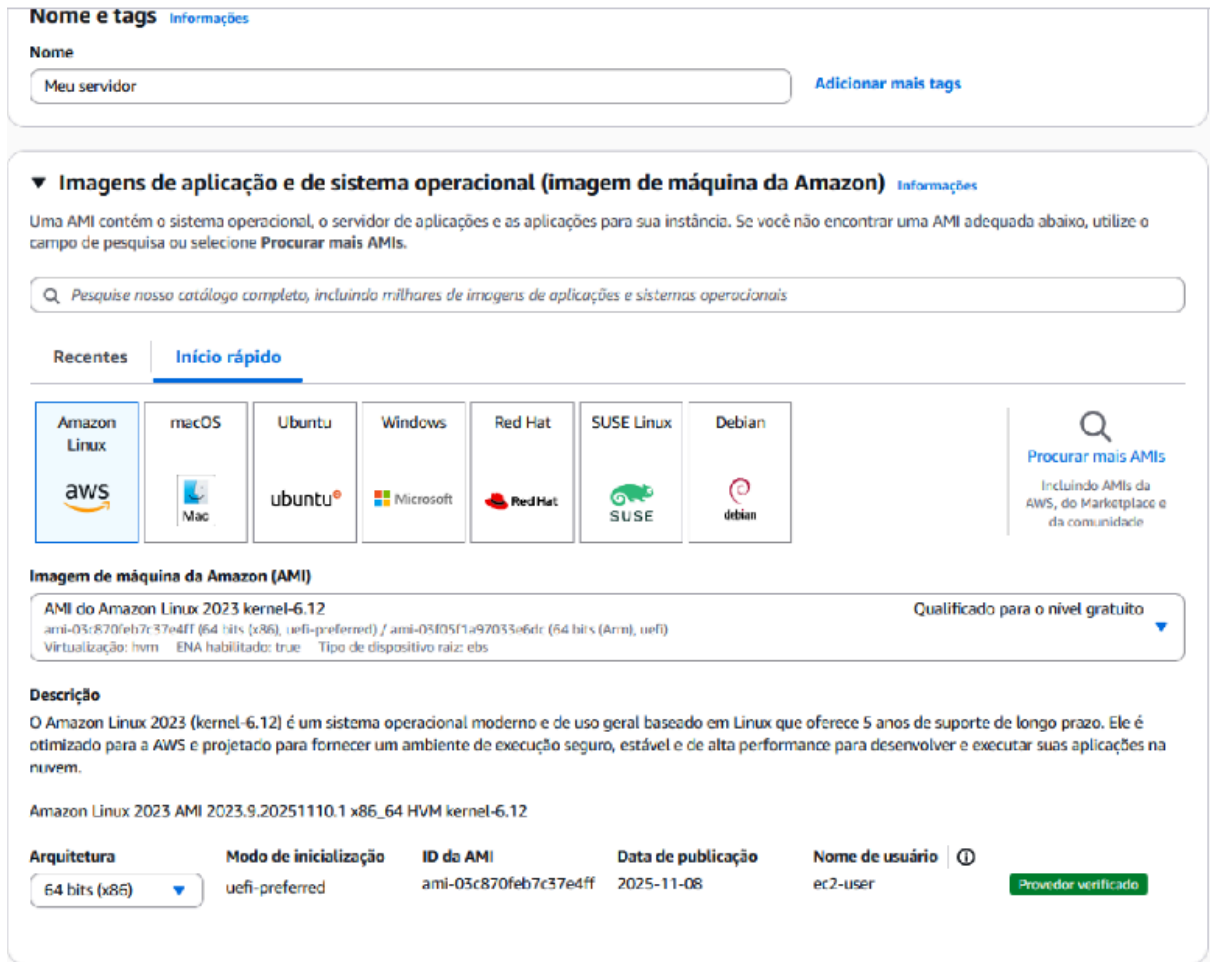 Nome e tags Informações
Nome
Meu servidor
Adicionar mais tags
▼ Imagens de aplicação e de sistema operacional (imagem de máquina da Amazon) Informações
Uma AMI contém o sistema operacional, o servidor de aplicações e as aplicações para sua instância. Se você não encontrar uma AMI adequada abaixo, utilize o
campo de pesquisa ou selecione Procurar mais AMIs.
Pesquise nosso catálogo completo, incluindo milhares de imagens de aplicações e sistemas operacionais
Recentes
Início rápido
Amazon
Linux
aws
macOS
Mac
Ubuntu
ubuntu
Windows
Microsoft
Red Hat
Red Hat
SUSE Linux
SUSE
Debian
debian
Procurar mais AMIs
Incluindo AMIs da
AWS, do Marketplace e
da comunidade
Imagem de máquina da Amazon (AMI)
AMI do Amazon Linux 2023 kernel-6.12
Qualificado para o nível gratuito
ami-03c870feb7c37e4ff (64 bits (x86), uefi-preferred) / ami-03f05f1a97033e6dc (64 bits (Arm), uefi)
Virtualização: hvm ENA habilitado: true Tipo de dispositivo raiz: ebs
Descrição
O Amazon Linux 2023 (kernel-6.12) é um sistema operacional moderno e de uso geral baseado em Linux que oferece 5 anos de suporte de longo prazo. Ele é
otimizado para a AWS e projetado para fornecer um ambiente de execução seguro, estável e de alta performance para desenvolver e executar suas aplicações na
nuvem.
Amazon Linux 2023 AMI 2023.9.20251110.1 x86_64 HVM kernel-6.12
Arquitetura
64 bits (x86)
Modo de inicialização
uefi-preferred
ID da AMI
ami-03c870feb7c37e4ff
Data de publicação
2025-11-08
Nome de usuário
ec2-user
Provedor verificado